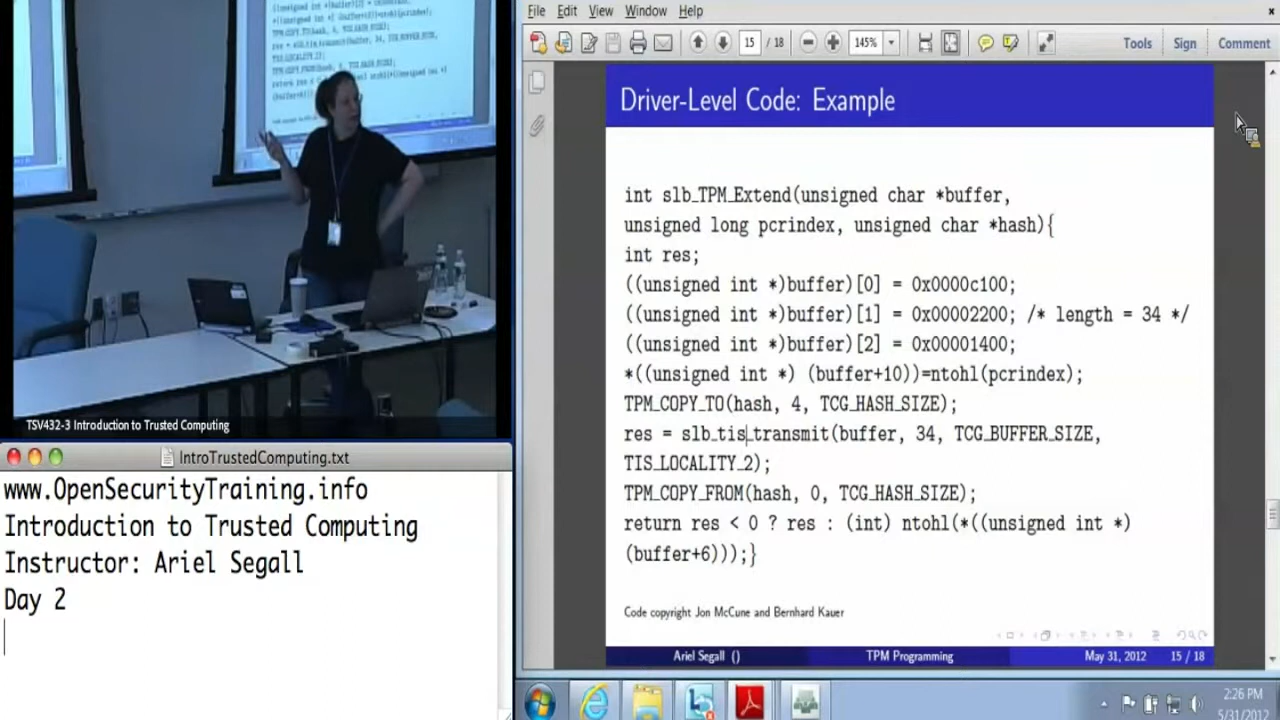 TSV432-3 Introduction to Trusted Computing
IntroTrustedComputing.txt
www.OpenSecurityTraining.info
Introduction to Trusted Computing
Instructor: Ariel Segall
Day 2
File Edit View Window Help
15 / 18 145% Tools Sign Comment
Driver-Level Code: Example
int slb_TPM_Extend(unsigned char *buffer,
unsigned long pcrindex, unsigned char *hash){
int res;
((unsigned int *)buffer)[0] = 0x0000c100;
((unsigned int *)buffer)[1] = 0x00002200; /* length = 34 */
((unsigned int *)buffer)[2] = 0x00001400;
*((unsigned int *) (buffer+10))=ntohl(pcrindex);
TPM_COPY_TO(hash, 4, TCG_HASH_SIZE);
res = slb_tis_transmit(buffer, 34, TCG_BUFFER_SIZE,
TIS_LOCALITY_2);
TPM_COPY_FROM(hash, 0, TCG_HASH_SIZE);
return res < 0 ? res : (int) ntohl(*((unsigned int *)
(buffer+6)));}
Code copyright Jon McCune and Bernhard Kauer
Ariel Segall () TPM Programming May 31, 2012 15 / 18
2:26 PM
5/31/2012